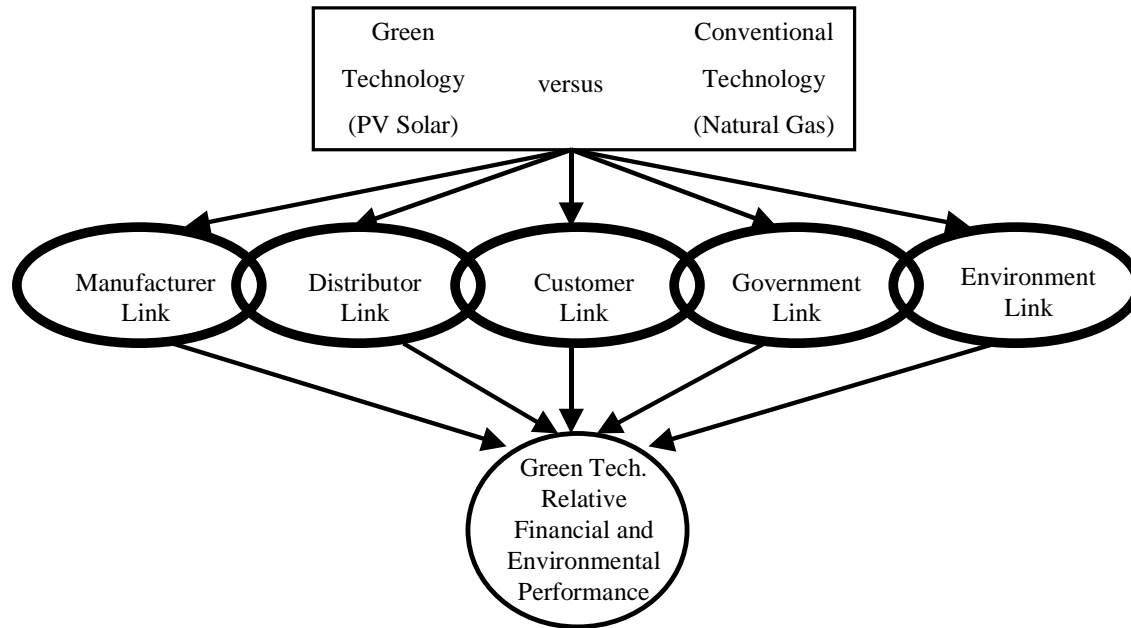 Green
Technology
(PV Solar)
versus
Conventional
Technology
(Natural Gas)
Manufacturer
Link
Distributor
Link
Customer
Link
Government
Link
Environment
Link
Green Tech.
Relative
Financial and
Environmental
Performance